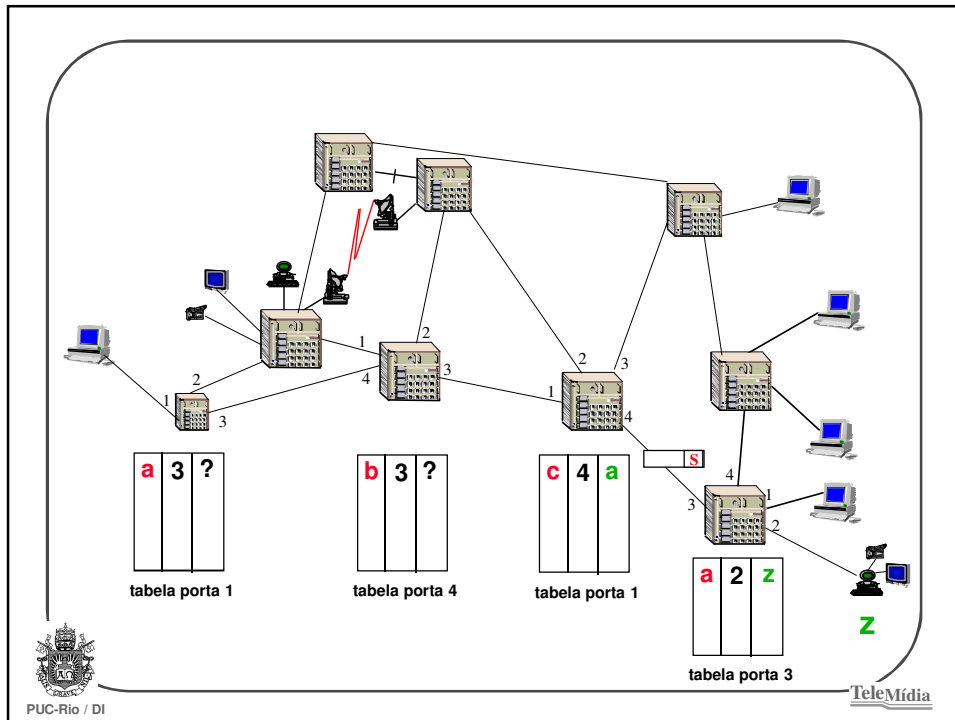 2
1
2
3
3
4
1
4
2
1
3
S
4
3
1
2
a 3 ?
b 3 ?
c 4 a
a 2 z
z
tabela porta 1
tabela porta 4
tabela porta 1
tabela porta 3
PUC-Rio / DI
TeleMídia